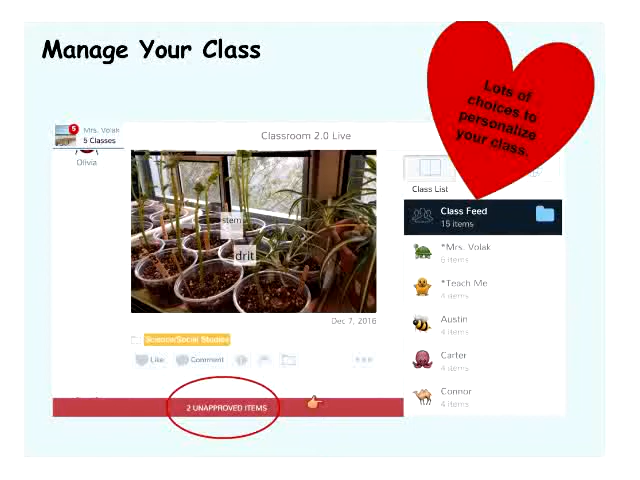 Manage Your Class
Lots of
choices to
personalize
your class.
5
Mrs. Volak
5 Classes
Olivia
Classroom 2.0 Live
stem
drit
Dec 7, 2016
Science/Social Studies
Like
Comment
2 UNAPPROVED ITEMS
Class List
Class Feed
15 items
*Mrs. Volak
6 items
*Teach Me
4 items
Austin
4 items
Carter
4 items
Connor
4 items